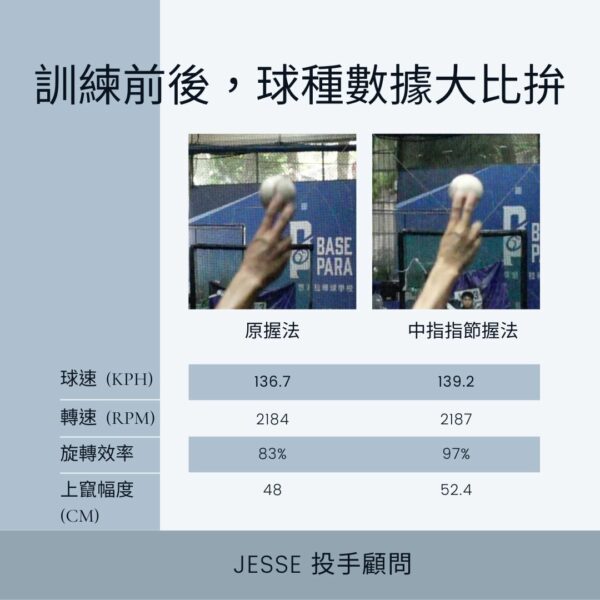 訓練前後，球種數據大比拚
BASE
PARA
BASE
PARA
原握法
中指指節握法
球速 (KPH)
136.7
139.2
轉速 (RPM)
2184
2187
旋轉效率
83%
97%
上竄幅度
(CM)
48
52.4
JESSE 投手顧問